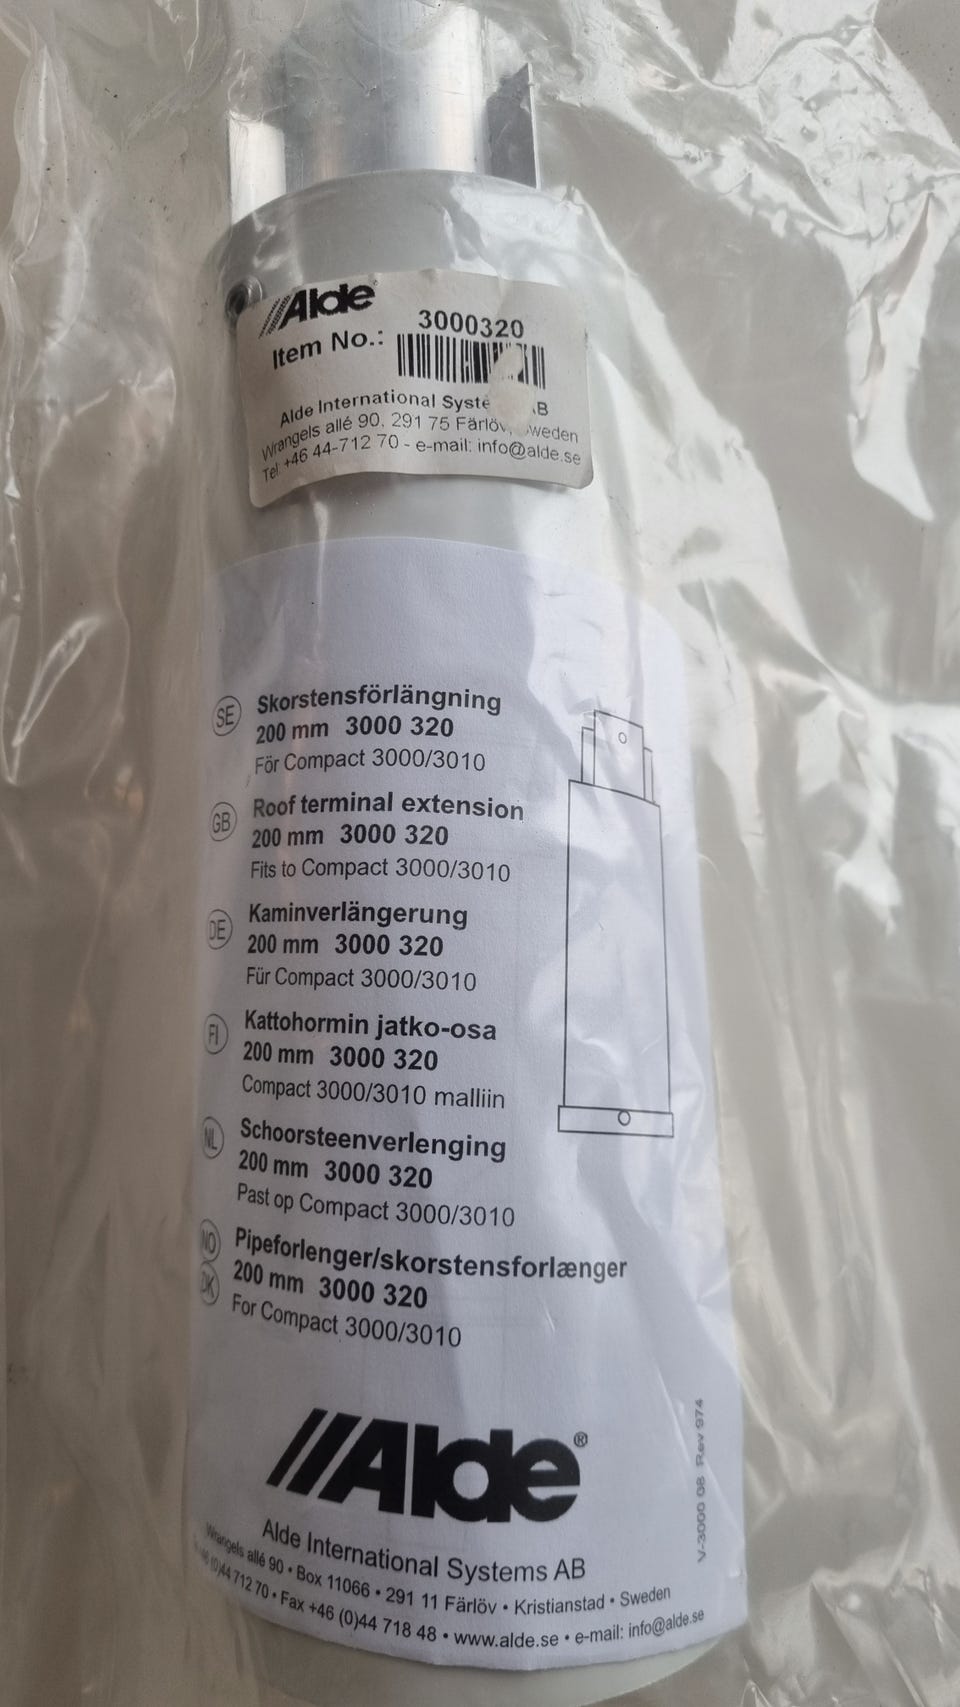 Alde
Item No.: 3000320
Alde International Syste B
Wrangels allé 90, 291 75 Färlöv, Sweden
Tel +46 44-712 70 - e-mail: info@alde.se
SE Skorstensförlängning
200 mm 3000 320
För Compact 3000/3010
GB Roof terminal extension
200 mm 3000 320
Fits to Compact 3000/3010
DE Kaminverlängerung
200 mm 3000 320
Für Compact 3000/3010
FI Kattohormin jatko-osa
200 mm 3000 320
Compact 3000/3010 malliin
NL Schoorsteenverlenging
200 mm 3000 320
Past op Compact 3000/3010
NO Pipeforlenger/skorstensforlænger
DK 200 mm 3000 320
For Compact 3000/3010
//Alde®
Alde International Systems AB
Wrangels allé 90 • Box 11066 • 291 11 Färlöv • Kristianstad • Sweden
(0)44 712 70 • Fax +46 (0)44 718 48 • www.alde.se • e-mail: info@alde.se
V-3000 08 Rev 974